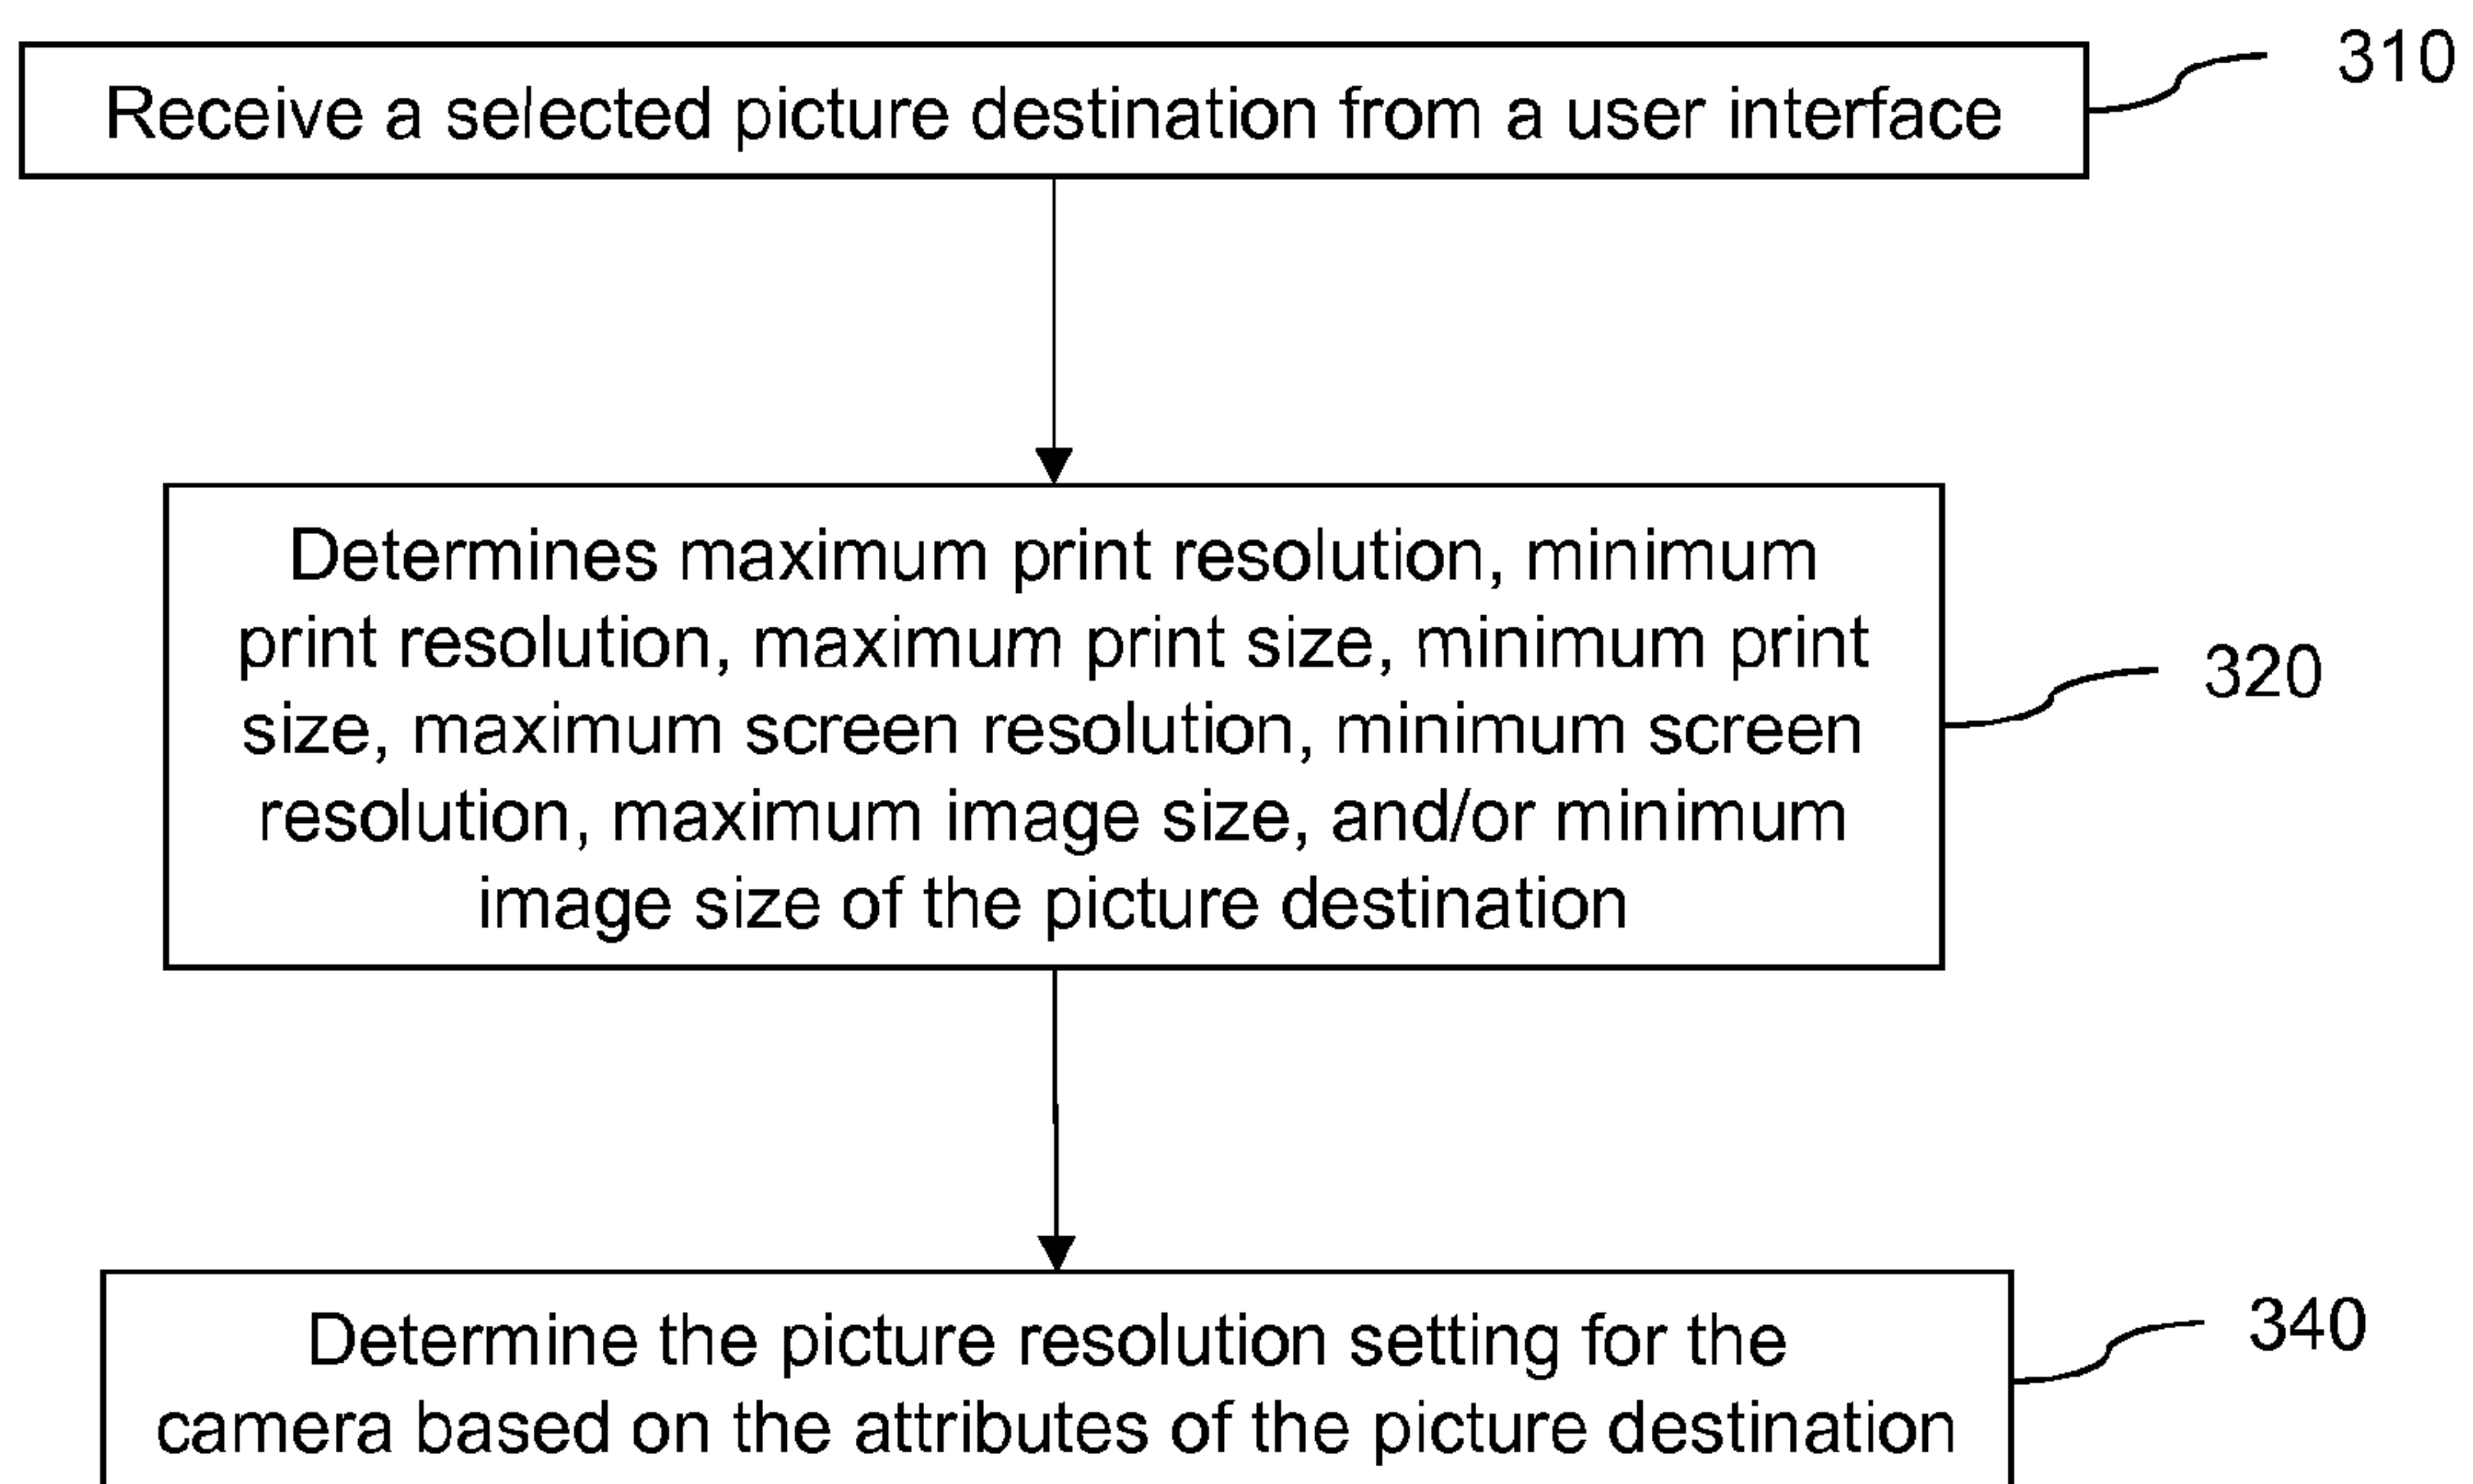 Receive a selected picture destination from a user interface
310
Determines maximum print resolution, minimum
print resolution, maximum print size, minimum print
size, maximum screen resolution, minimum screen
resolution, maximum image size, and/or minimum
image size of the picture destination
320
Determine the picture resolution setting for the
camera based on the attributes of the picture destination
340